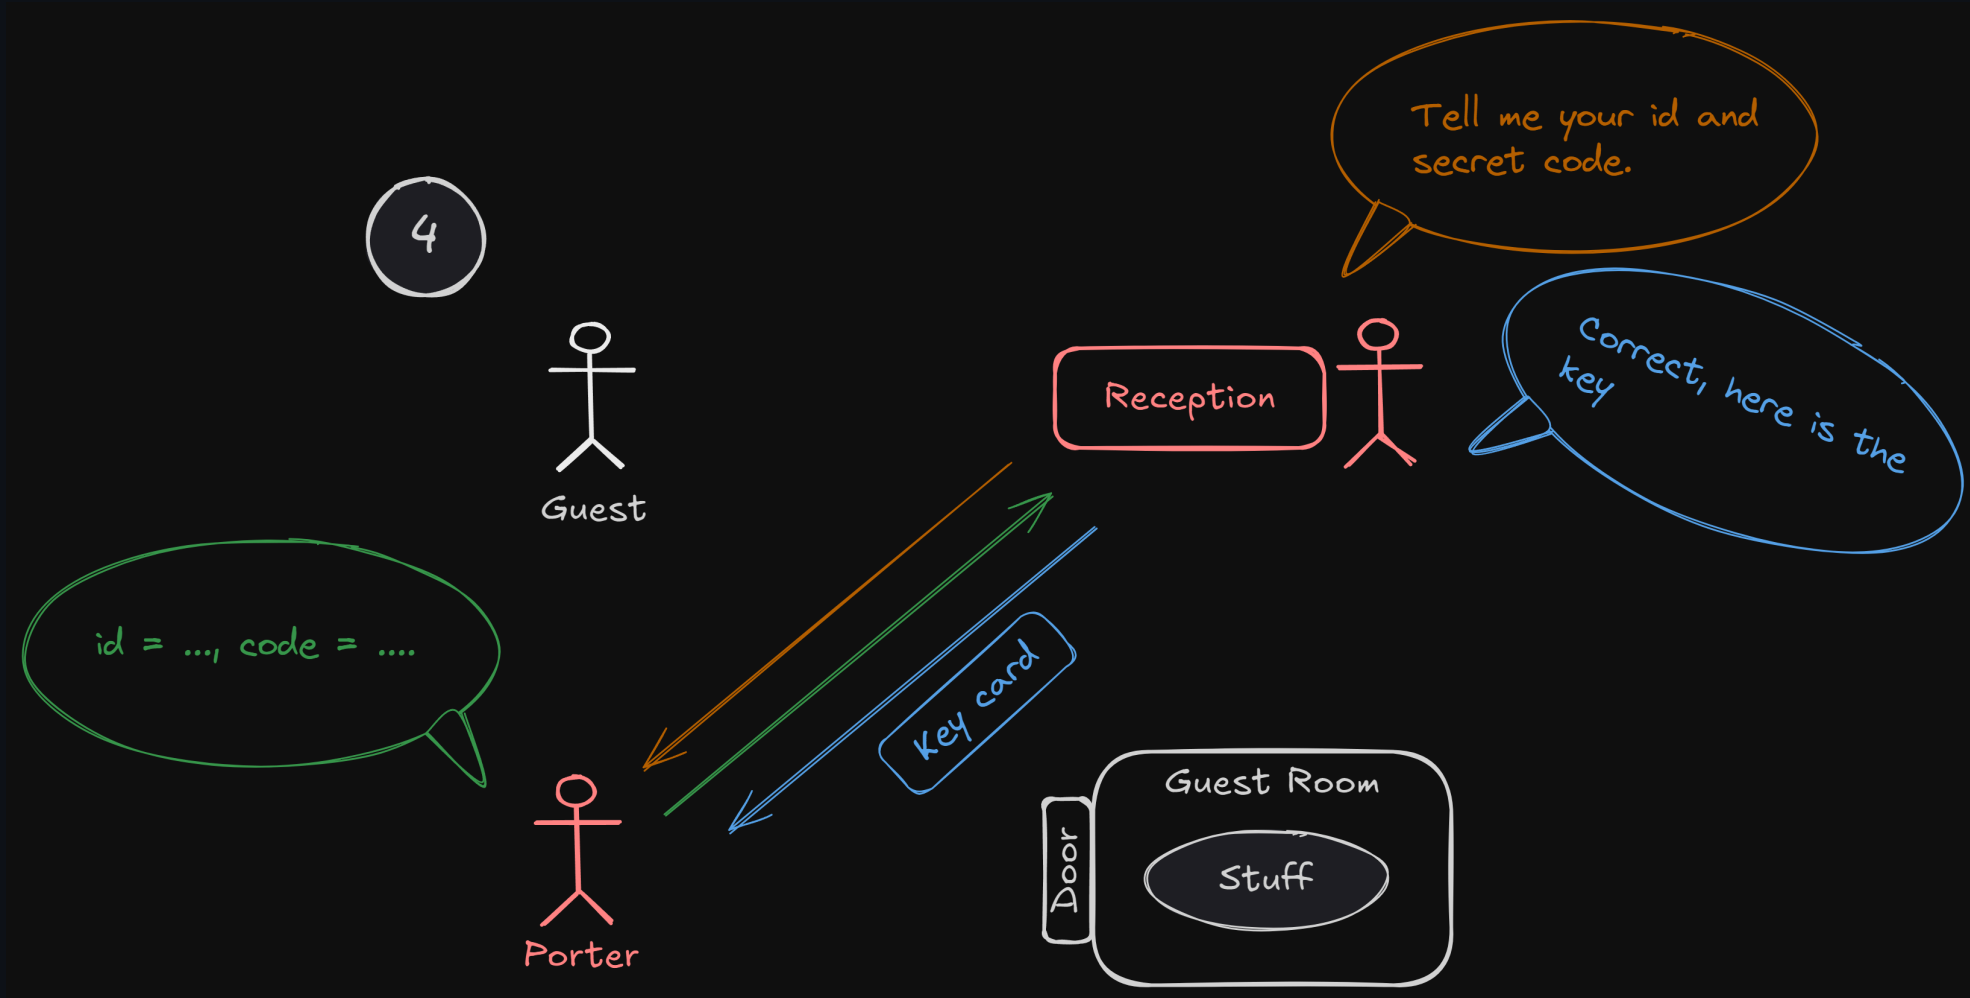 Tell me your id and
secret code.
4
Correct, here is the
key
Reception
Guest
id = ..., code = ....
Key card
Guest Room
Door
Stuff
Porter